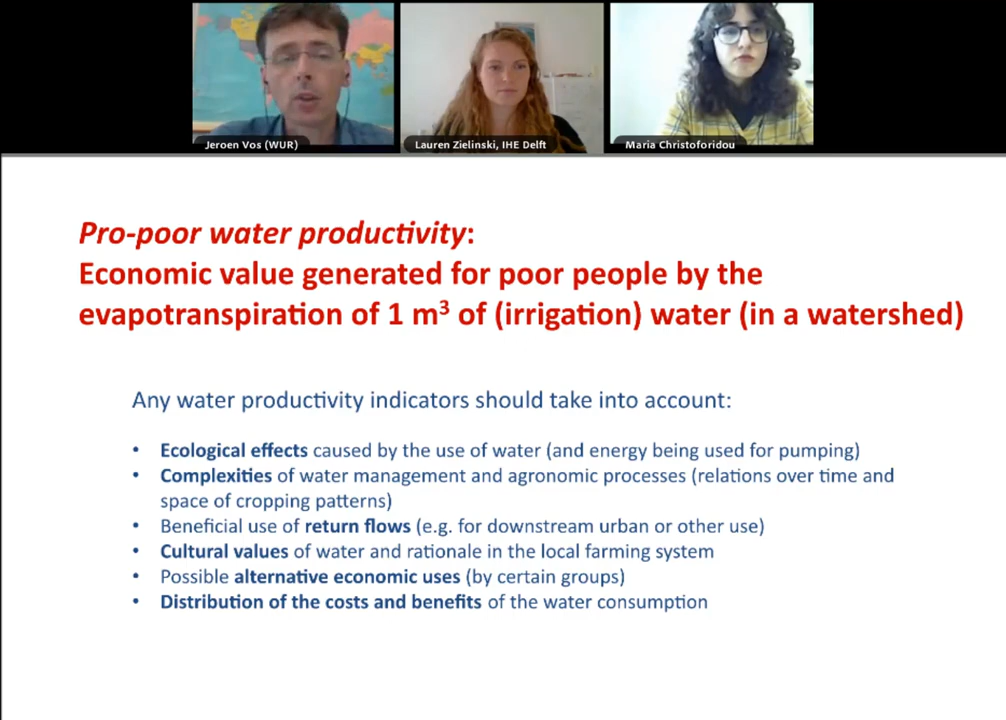 Jeroen Vos (WUR)
Lauren Zielinski, IHE Delft
Maria Christoforidou
Pro-poor water productivity:
Economic value generated for poor people by the
evapotranspiration of 1 m³ of (irrigation) water (in a watershed)
Any water productivity indicators should take into account:
• Ecological effects caused by the use of water (and energy being used for pumping)
• Complexities of water management and agronomic processes (relations over time and
space of cropping patterns)
• Beneficial use of return flows (e.g. for downstream urban or other use)
• Cultural values of water and rationale in the local farming system
• Possible alternative economic uses (by certain groups)
• Distribution of the costs and benefits of the water consumption